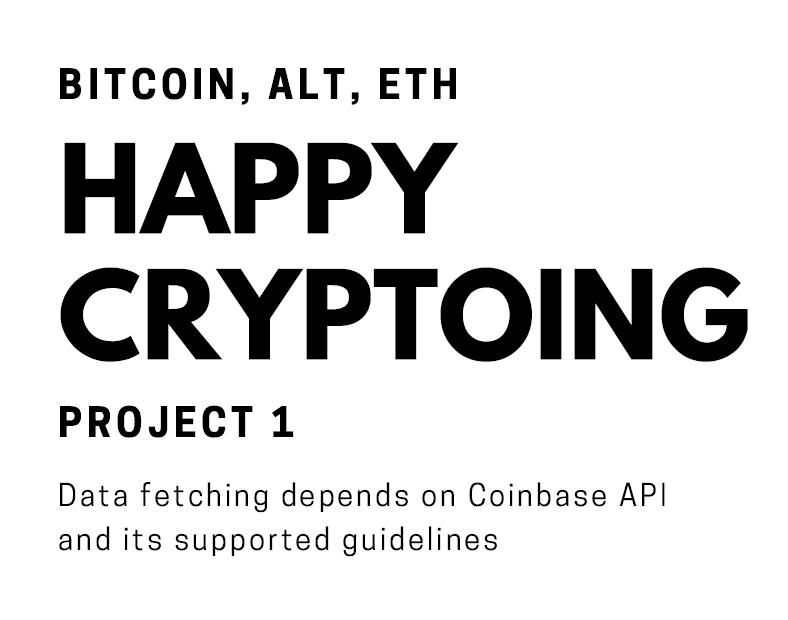 BITCOIN, ALT, ETH
HAPPY
CRYPTOING
PROJECT 1
Data fetching depends on Coinbase API
and its supported guidelines